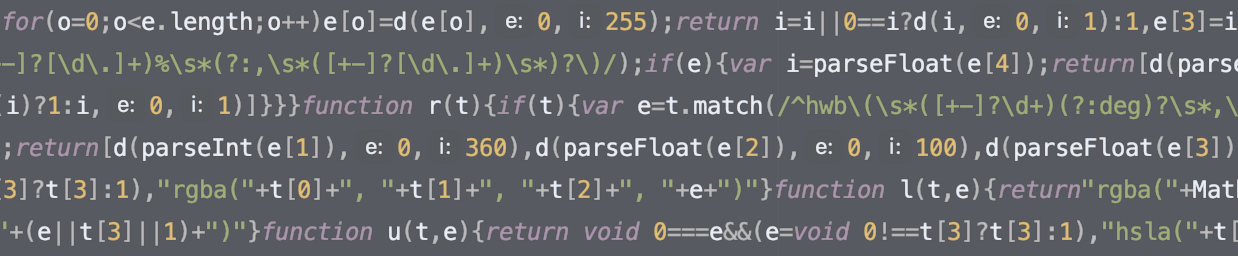 for(o=0;o<e.length;o++)e[o]=d(e[o], e: 0, i: 255);return i=i||0==i?d(i, e: 0, i: 1):1,e[3]=i
-]?[\d\.]+)%\s*(?:,\s*([+-]?[\d\.]+)\s*)?\)/);if(e){var i=parseFloat(e[4]);return[d(parse
(i)?1:i, e: 0, i: 1)]}}}function r(t){if(t){var e=t.match(/^hwb\(\s*([+-]?\d+)(?:deg)?\s*,\
;return[d(parseInt(e[1]), e: 0, i: 360),d(parseFloat(e[2]), e: 0, i: 100),d(parseFloat(e[3])
[3]?t[3]:1),"rgba("+t[0]+", "+t[1]+", "+t[2]+", "+e+")"}function l(t,e){return"rgba("+Mat
"+(e||t[3]||1)+")"}function u(t,e){return void 0===e&&(e=void 0!==t[3]?t[3]:1),"hsla("+t[